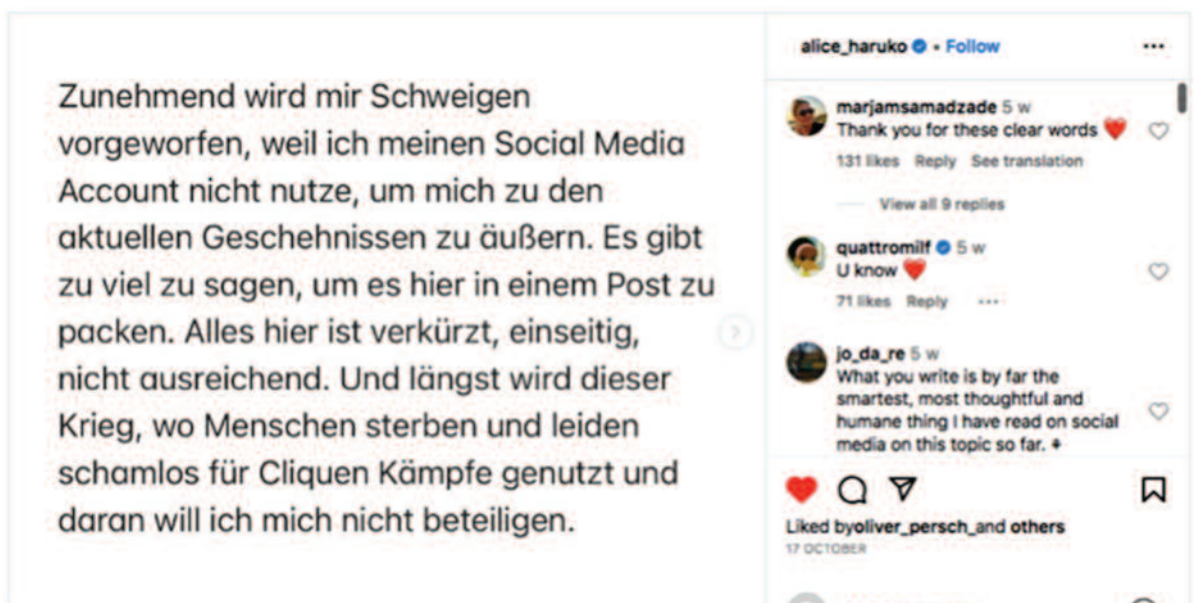 Zunehmend wird mir Schweigen
vorgeworfen, weil ich meinen Social Media
Account nicht nutze, um mich zu den
aktuellen Geschehnissen zu äußern. Es gibt
zu viel zu sagen, um es hier in einem Post zu
packen. Alles hier ist verkürzt, einseitig,
nicht ausreichend. Und längst wird dieser
Krieg, wo Menschen sterben und leiden
schamlos für Cliquen Kämpfe genutzt und
daran will ich mich nicht beteiligen.
alice_haruko • Follow
marjamsamadzade 5 w
Thank you for these clear words ❤️
131 likes Reply See translation
View all 9 replies
quattromilf 5 w
U know ❤️
71 likes Reply ...
jo_da_re 5 w
What you write is by far the
smartest, most thoughtful and
humane thing I have read on social
media on this topic so far.
Liked byoliver_persch_and others
17 OCTOBER